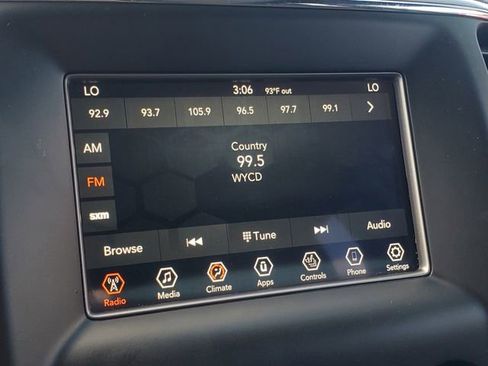 LO 3:06 93°F out LO
92.9 93.7 105.9 96.5 97.7 99.1
AM
Country
99.5
FM
WYCD
sxm
Browse Tune Audio
Radio Media Climate Apps Controls Phone Settings